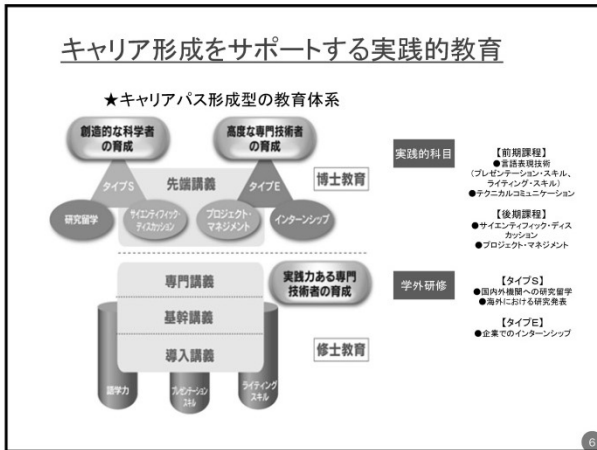 キャリア形成をサポートする実践的教育
★キャリアパス形成型の教育体系
創造的な科学者
の育成
高度な専門技術者
の育成
タイプS
先端講義
タイプE
博士教育
研究留学
サイエンティフィック・
ディスカッション
プロジェクト・
マネジメント
インターンシップ
専門講義
実践力ある専門
技術者の育成
基幹講義
導入講義
修士教育
語学力
プレゼンテーション
スキル
ライティング
スキル
実践的科目
【前期課程】
●言語表現技術
(プレゼンテーション・スキル、
ライティング・スキル)
●テクニカルコミュニケーション
【後期課程】
●サイエンティフィック・ディス
カッション
●プロジェクト・マネジメント
学外研修
【タイプS】
●国内外機関への研究留学
●海外における研究発表
【タイプE】
●企業でのインターンシップ
6